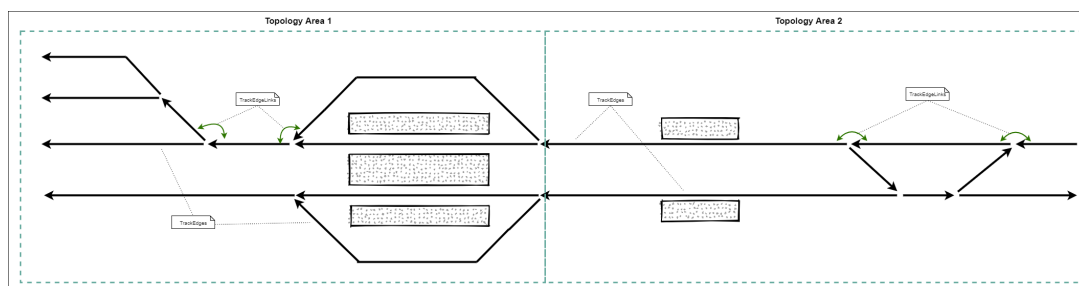 Topology Area 1
Topology Area 2
TrackEdgeLinks
TrackEdges
TrackEdgeLinks
TrackEdges